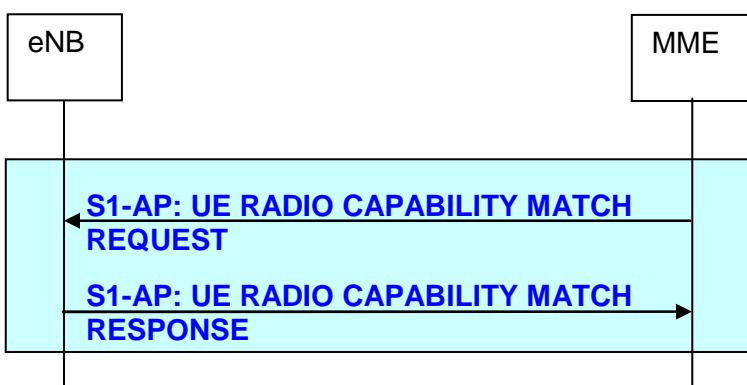 eNB
MME
S1-AP: UE RADIO CAPABILITY MATCH
REQUEST
S1-AP: UE RADIO CAPABILITY MATCH
RESPONSE